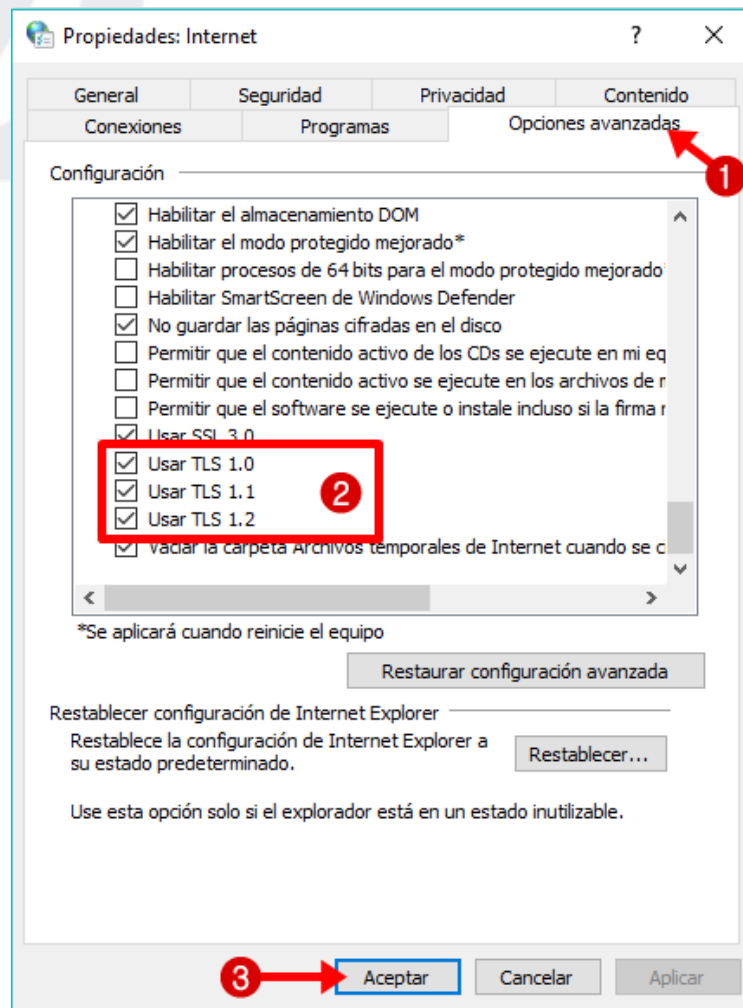 Propiedades: Internet
?
General
Seguridad
Privacidad
Contenido
Conexiones
Programas
Opciones avanzadas
1
Configuración
Habilitar el almacenamiento DOM
Habilitar el modo protegido mejorado*
Habilitar procesos de 64 bits para el modo protegido mejorado*
Habilitar SmartScreen de Windows Defender
No guardar las páginas cifradas en el disco
Permitir que el contenido activo de los CDs se ejecute en mi eq
Permitir que el contenido activo se ejecute en los archivos de
Permitir que el software se ejecute o instale incluso si la firma
Usar SSL 3.0
Usar TLS 1.0
Usar TLS 1.1
2
Usar TLS 1.2
Vaciar la carpeta Archivos temporales de Internet cuando se
*Se aplicará cuando reinicie el equipo
Restaurar configuración avanzada
Restablecer configuración de Internet Explorer
Restablece la configuración de Internet Explorer a
su estado predeterminado.
Restablecer...
Use esta opción solo si el explorador está en un estado inutilizable.
3
Aceptar
Cancelar
Aplicar